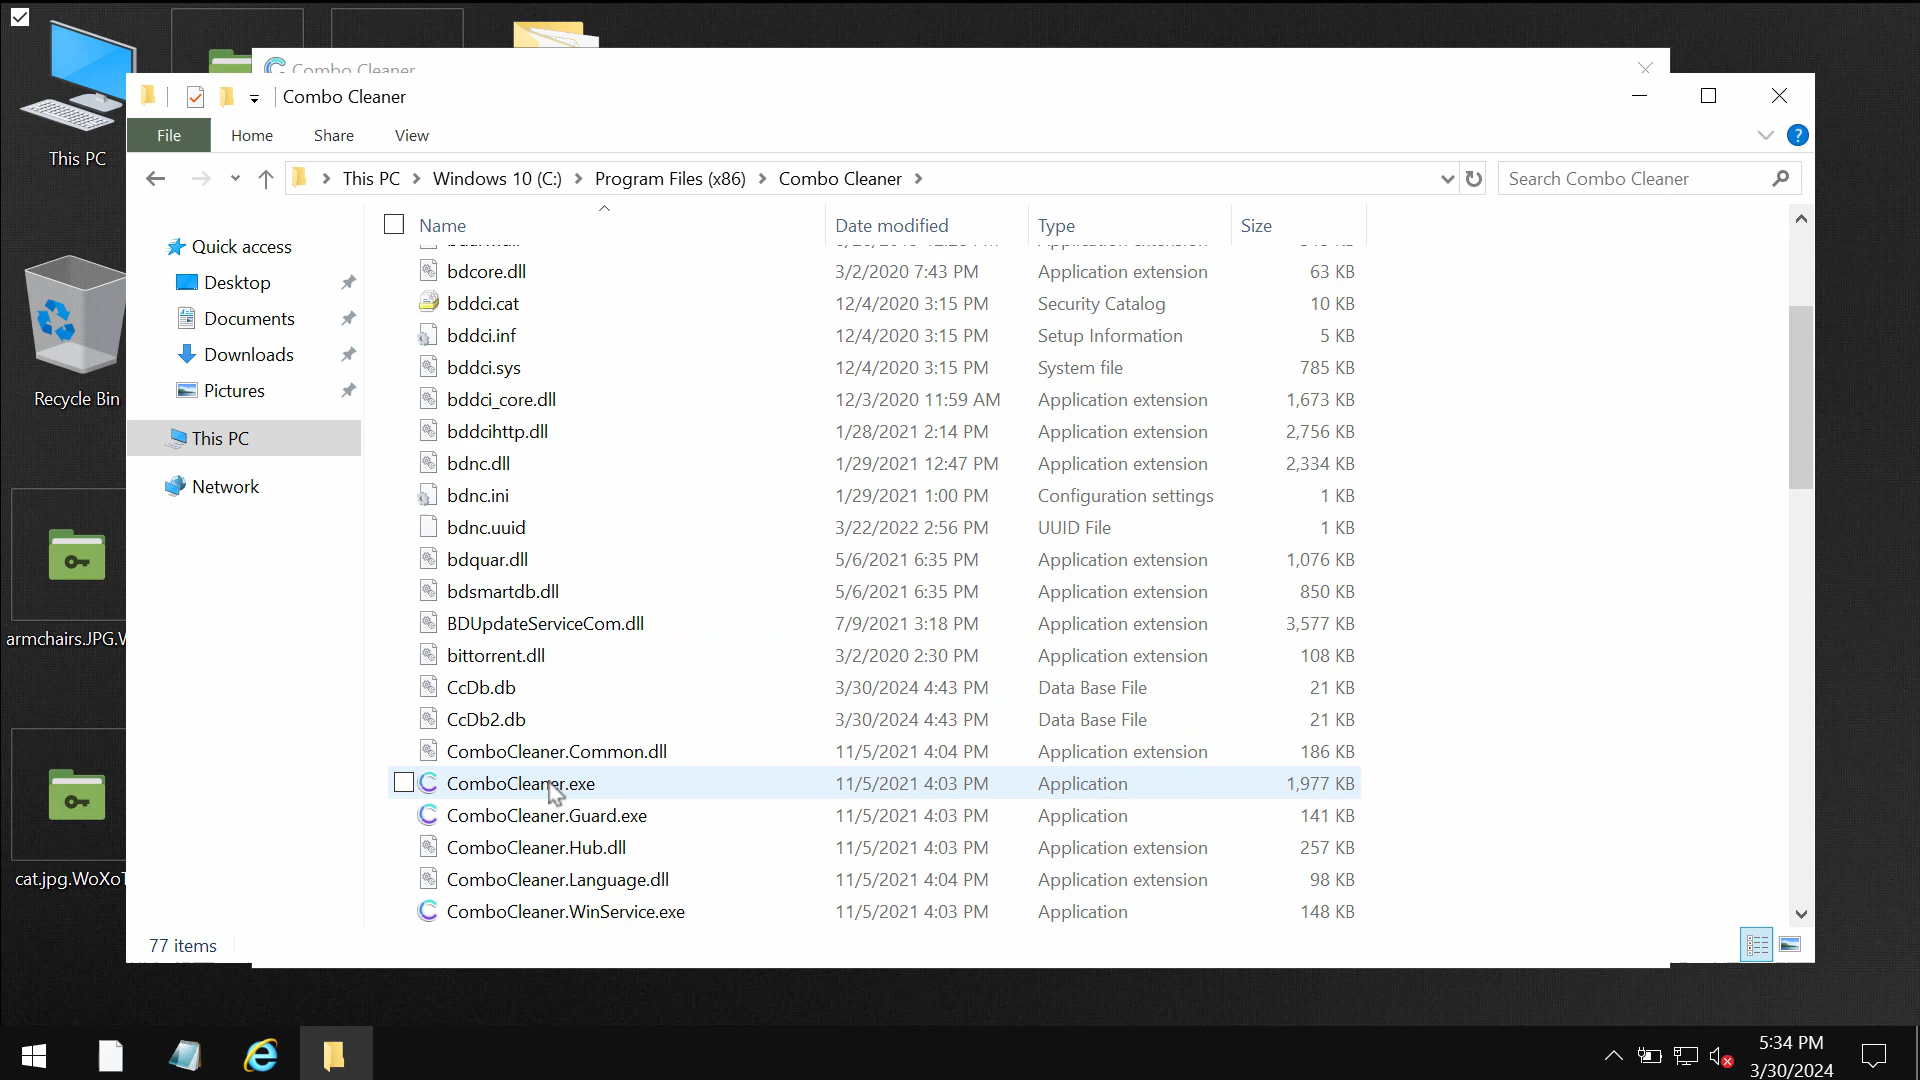 Combo Cleaner
Combo Cleaner
File Home Share View
This PC
This PC Windows 10 (C:) Program Files (x86) Combo Cleaner
Search Combo Cleaner
Name Date modified Type Size
Quick access
Desktop
Documents
Downloads
Pictures
This PC
Network
bdcore.dll 3/2/2020 7:43 PM Application extension 63 KB
bddci.cat 12/4/2020 3:15 PM Security Catalog 10 KB
bddci.inf 12/4/2020 3:15 PM Setup Information 5 KB
bddci.sys 12/4/2020 3:15 PM System file 785 KB
bddci_core.dll 12/3/2020 11:59 AM Application extension 1,673 KB
bddcihttp.dll 1/28/2021 2:14 PM Application extension 2,756 KB
bdnc.dll 1/29/2021 12:47 PM Application extension 2,334 KB
bdnc.ini 1/29/2021 1:00 PM Configuration settings 1 KB
bdnc.uuid 3/22/2022 2:56 PM UUID File 1 KB
bdquar.dll 5/6/2021 6:35 PM Application extension 1,076 KB
bdsmartdb.dll 5/6/2021 6:35 PM Application extension 850 KB
BDUpdateServiceCom.dll 7/9/2021 3:18 PM Application extension 3,577 KB
bittorrent.dll 3/2/2020 2:30 PM Application extension 108 KB
CcDb.db 3/30/2024 4:43 PM Data Base File 21 KB
CcDb2.db 3/30/2024 4:43 PM Data Base File 21 KB
ComboCleaner.Common.dll 11/5/2021 4:04 PM Application extension 186 KB
ComboCleaner.exe 11/5/2021 4:03 PM Application 1,977 KB
ComboCleaner.Guard.exe 11/5/2021 4:03 PM Application 141 KB
ComboCleaner.Hub.dll 11/5/2021 4:03 PM Application extension 257 KB
ComboCleaner.Language.dll 11/5/2021 4:04 PM Application extension 98 KB
ComboCleaner.WinService.exe 11/5/2021 4:03 PM Application 148 KB
77 items
Recycle Bin
armchairs.JPG.W
cat.jpg.WoXoT
5:34 PM
3/30/2024